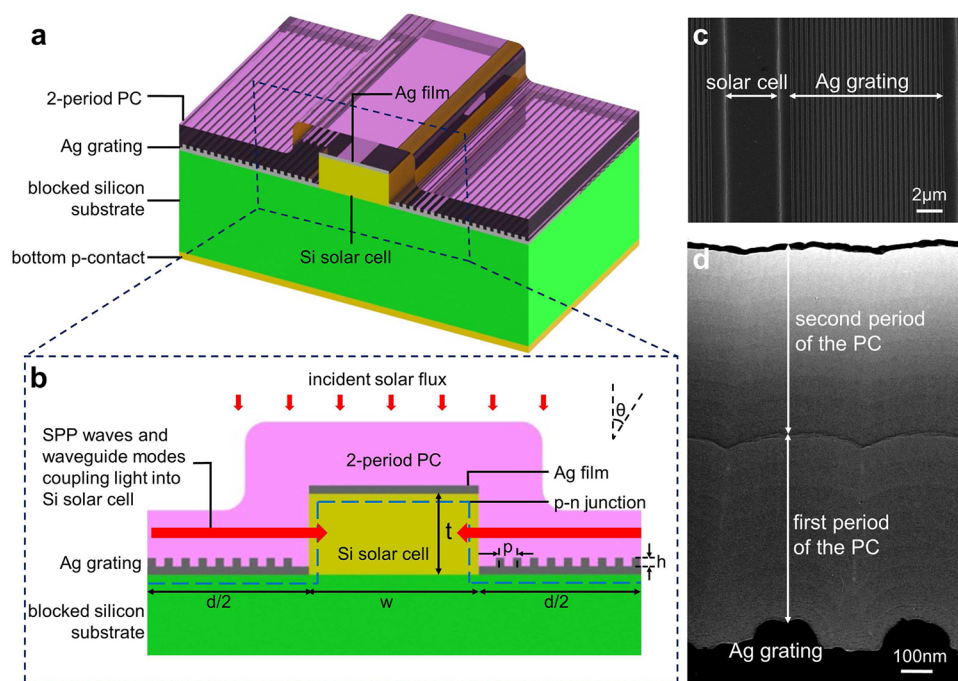 a
2-period PC
Ag grating
blocked silicon
substrate
bottom p-contact
Ag film
Si solar cell
b
incident solar flux
θ
SPP waves and
waveguide modes
coupling light into
Si solar cell
2-period PC
Ag film
p-n junction
t
Si solar cell
p
h
Ag grating
d/2
w
d/2
blocked silicon
substrate
c
solar cell
Ag grating
2μm
d
second period
of the PC
first period
of the PC
Ag grating
100nm